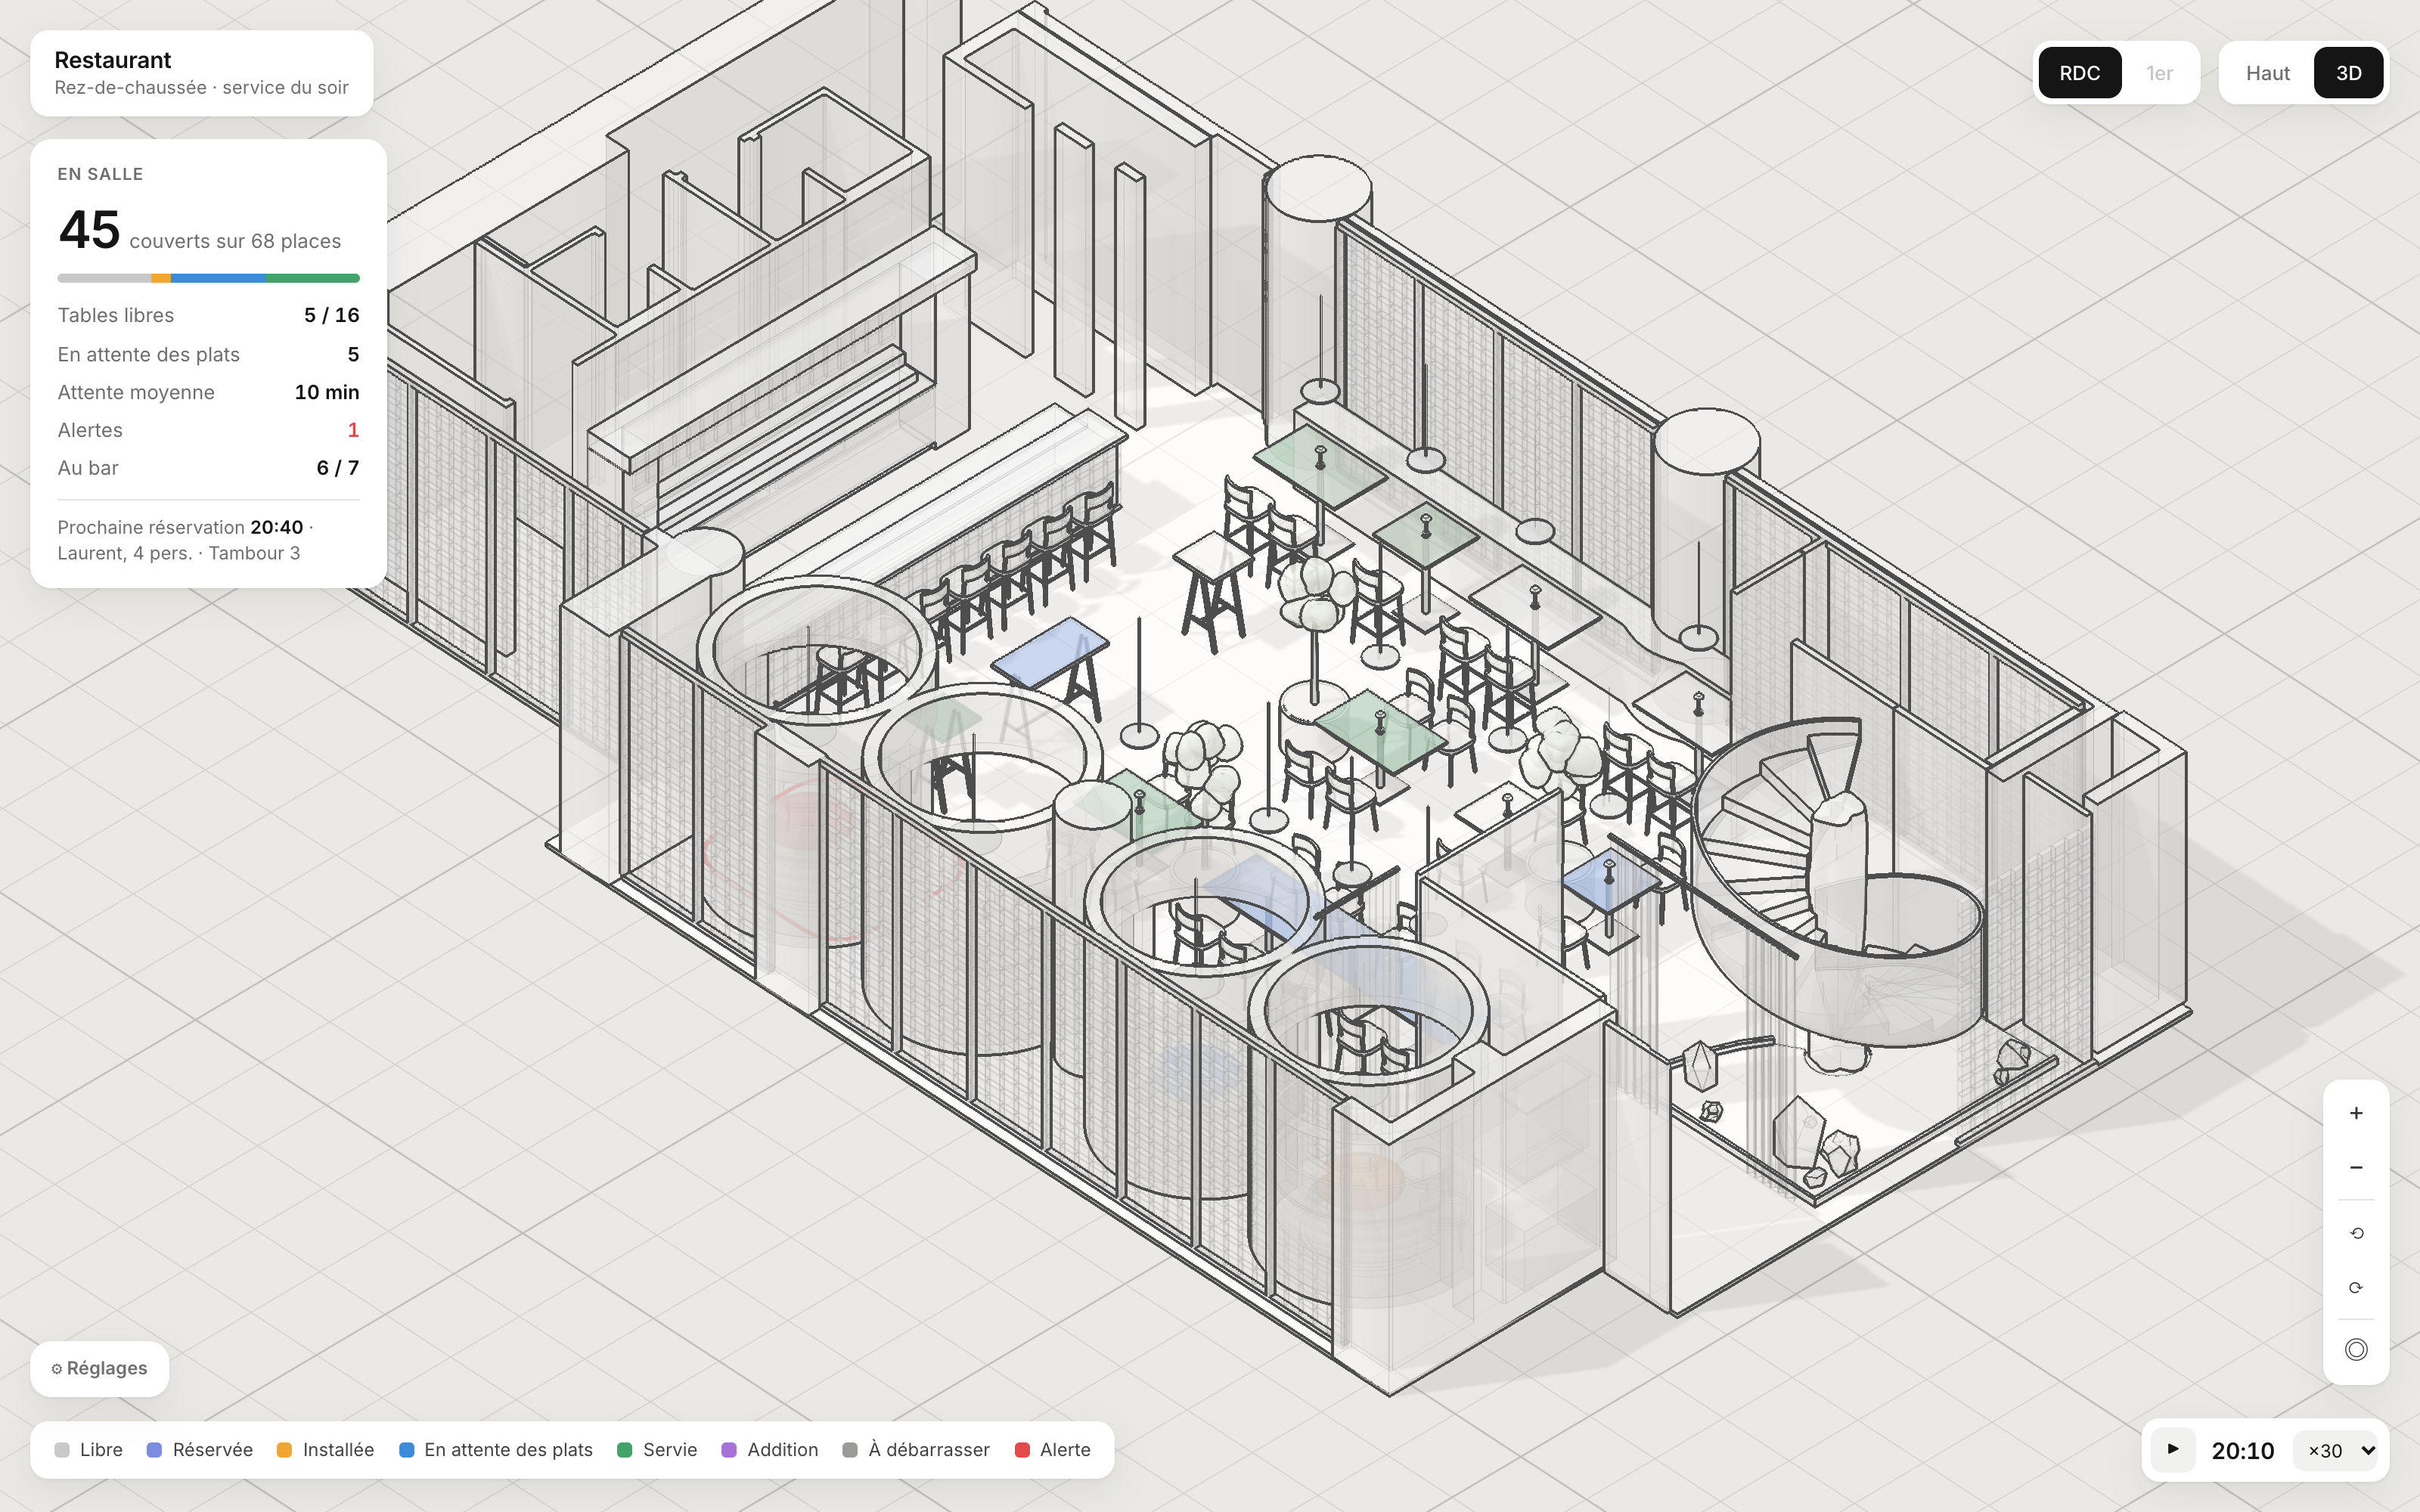 Restaurant
Rez-de-chaussée · service du soir
RDC
1er
Haut
3D
EN SALLE
45 couverts sur 68 places
Tables libres 5 / 16
En attente des plats 5
Attente moyenne 10 min
Alertes 1
Au bar 6 / 7
Prochaine réservation 20:40 ·
Laurent, 4 pers. · Tambour 3
+
−
Réglages
Libre
Réservée
Installée
En attente des plats
Servie
Addition
À débarrasser
Alerte
20:10
×30